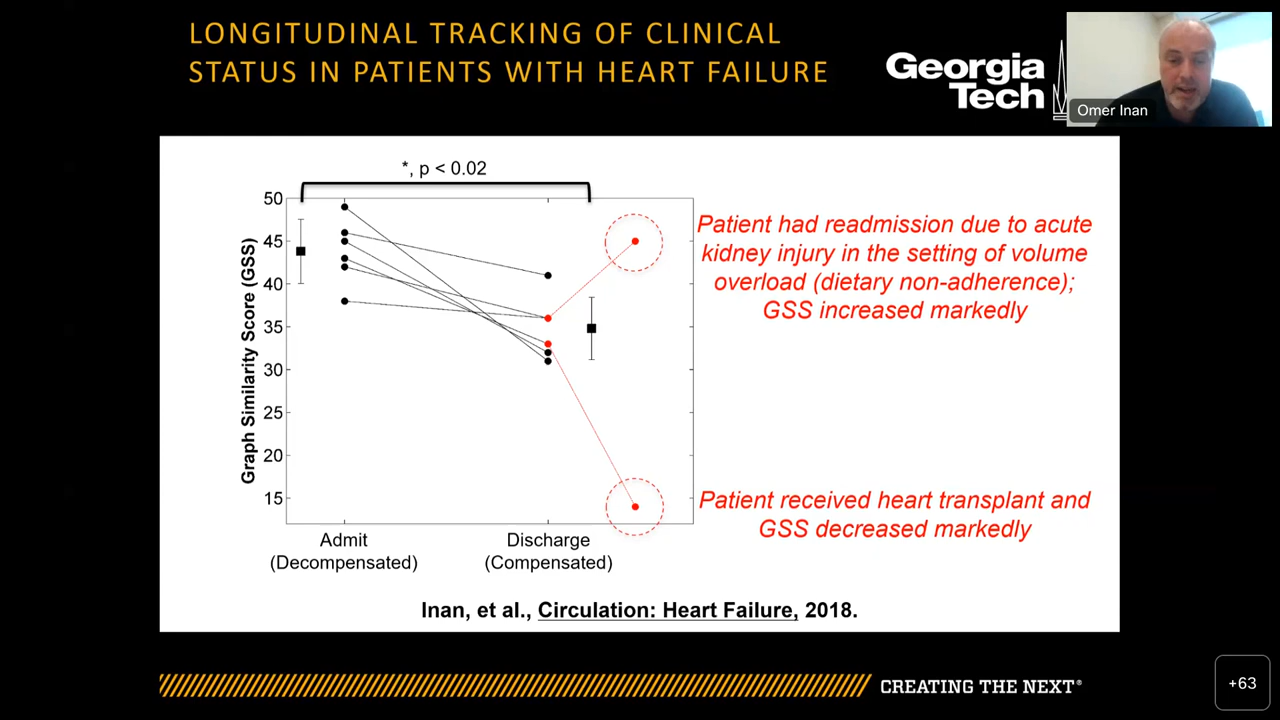 LONGITUDINAL TRACKING OF CLINICAL
STATUS IN PATIENTS WITH HEART FAILURE
Georgia
Tech
Omer Inan
*, p < 0.02
50
45
40
35
30
25
20
15
Graph Similarity Score (GSS)
Admit
(Decompensated)
Discharge
(Compensated)
Patient had readmission due to acute
kidney injury in the setting of volume
overload (dietary non-adherence);
GSS increased markedly
Patient received heart transplant and
GSS decreased markedly
Inan, et al., Circulation: Heart Failure, 2018.
CREATING THE NEXT®
+63